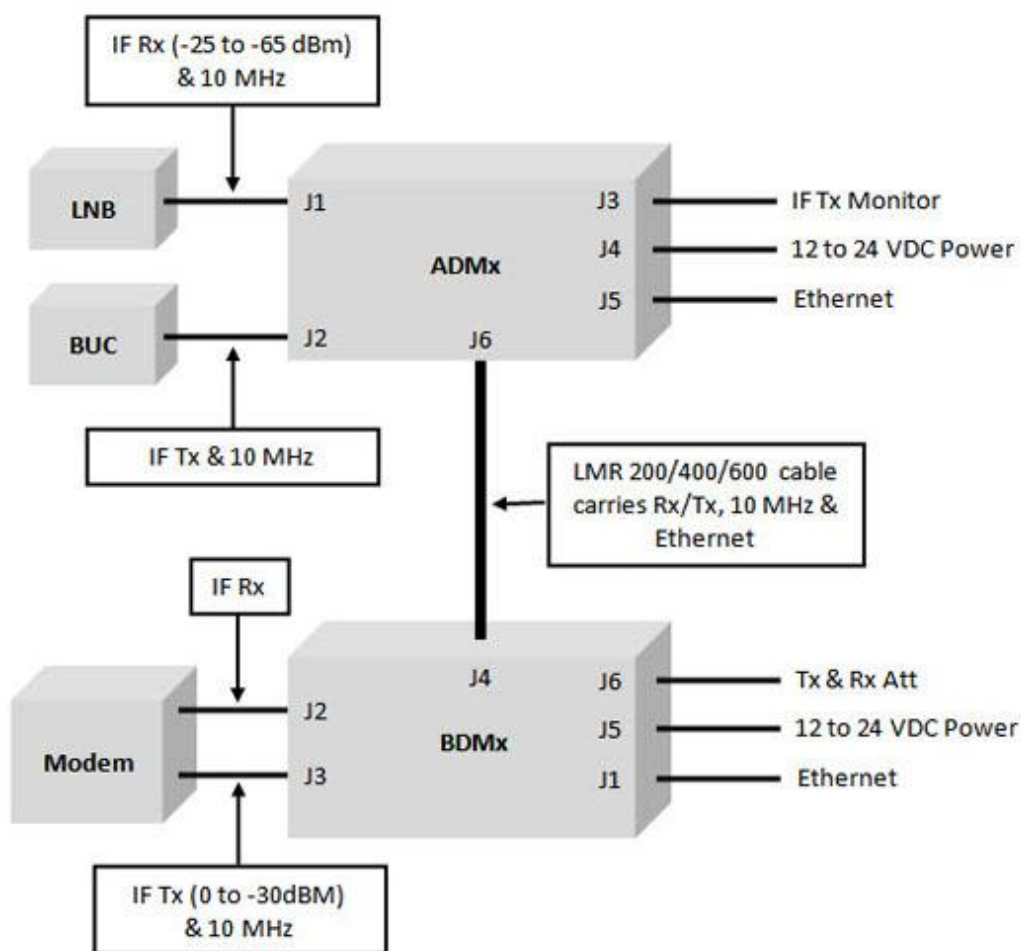 IF Rx (-25 to -65 dBm)
& 10 MHz
LNB
J1
J3
IF Tx Monitor
ADMx
J4
12 to 24 VDC Power
J5
Ethernet
BUC
J2
J6
IF Tx & 10 MHz
LMR 200/400/600 cable
carries Rx/Tx, 10 MHz &
Ethernet
IF Rx
J4
J6
Tx & Rx Att
J2
J5
12 to 24 VDC Power
BDMx
Modem
J3
J1
Ethernet
IF Tx (0 to -30dBM)
& 10 MHz